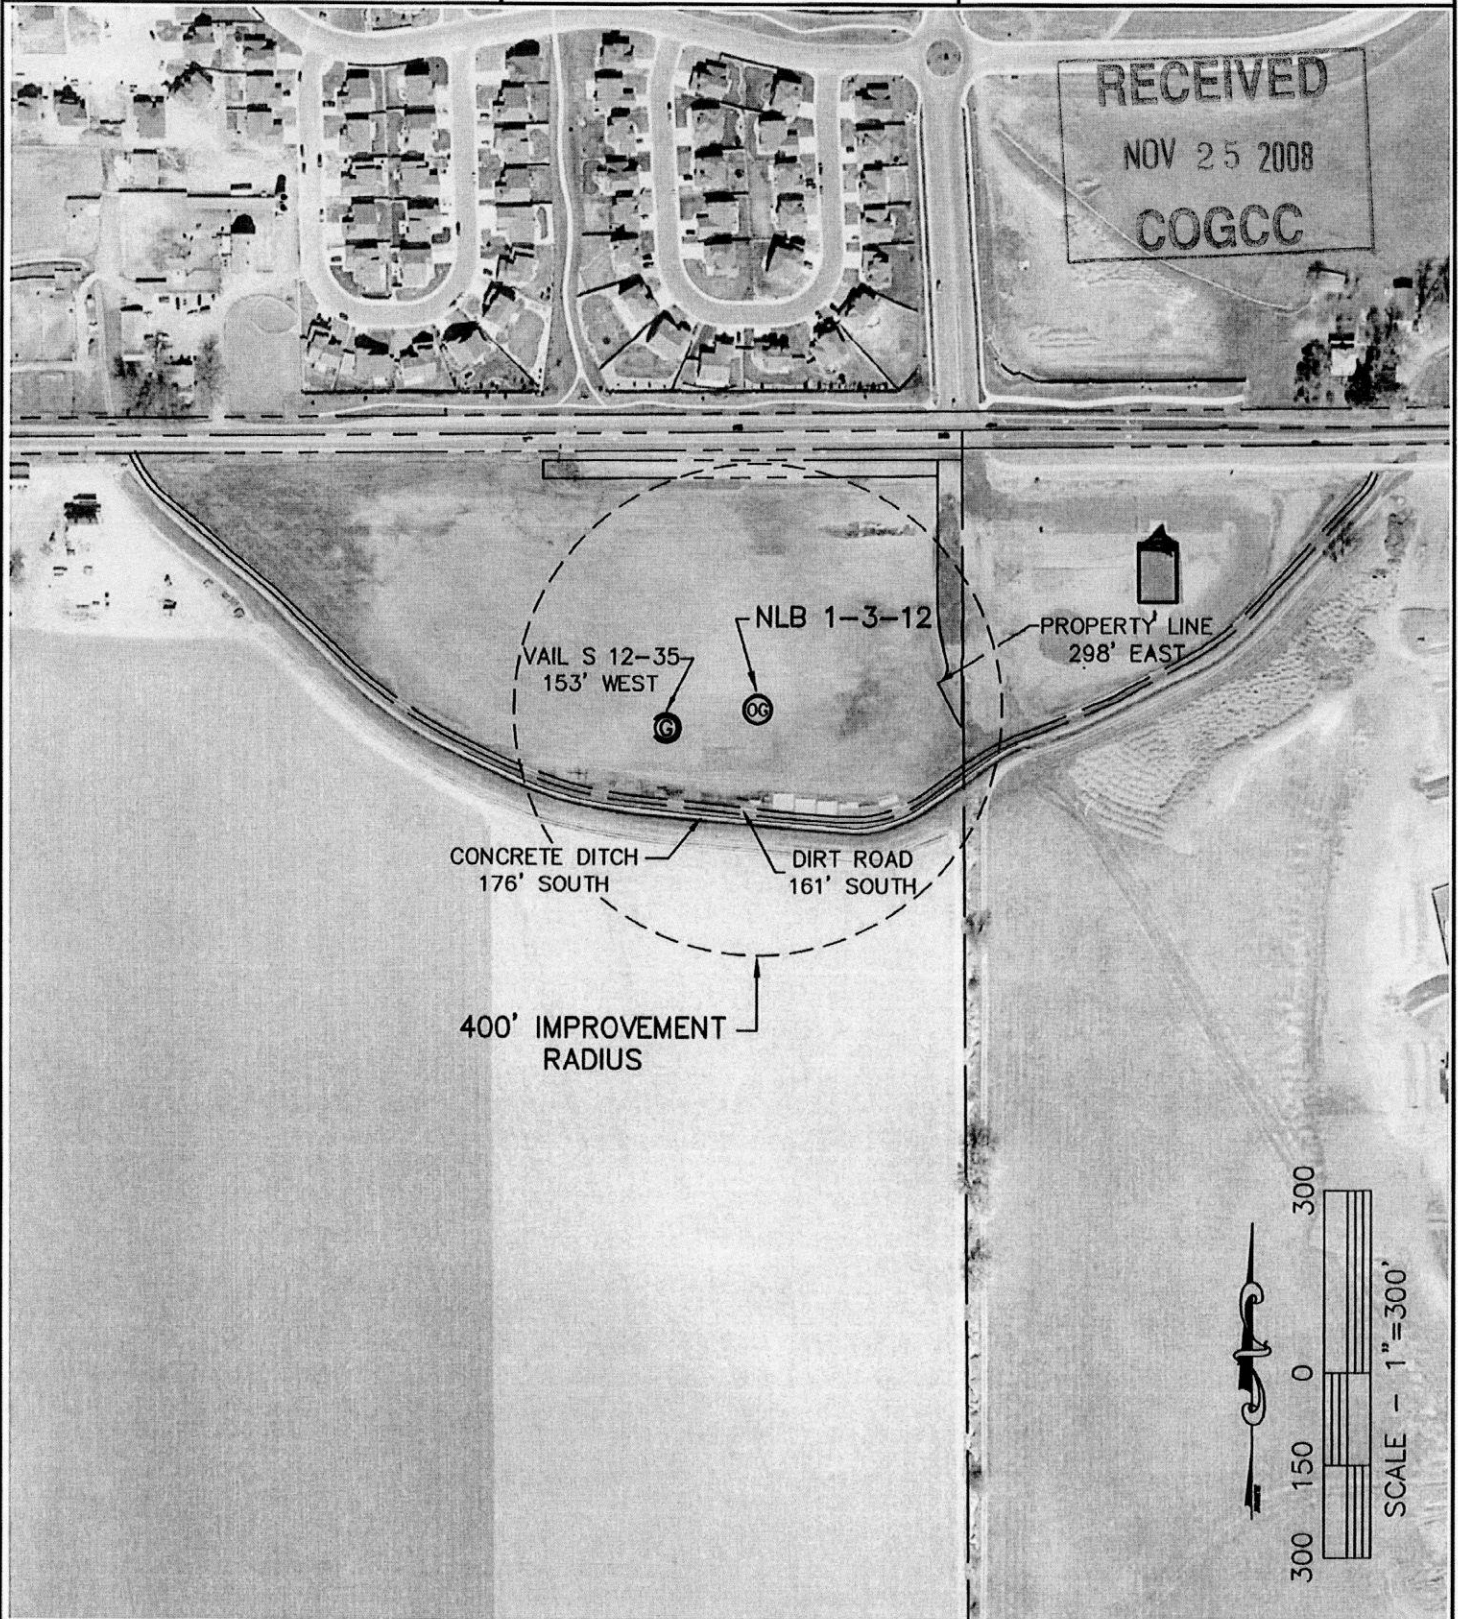 RECEIVED
NOV 25 2008
COGCC
NLB 1-3-12
VAIL S 12-35
153' WEST
G
OG
PROPERTY LINE
298' EAST
CONCRETE DITCH
176' SOUTH
DIRT ROAD
161' SOUTH
400' IMPROVEMENT
RADIUS
300
0
150
300
SCALE - 1"=300'